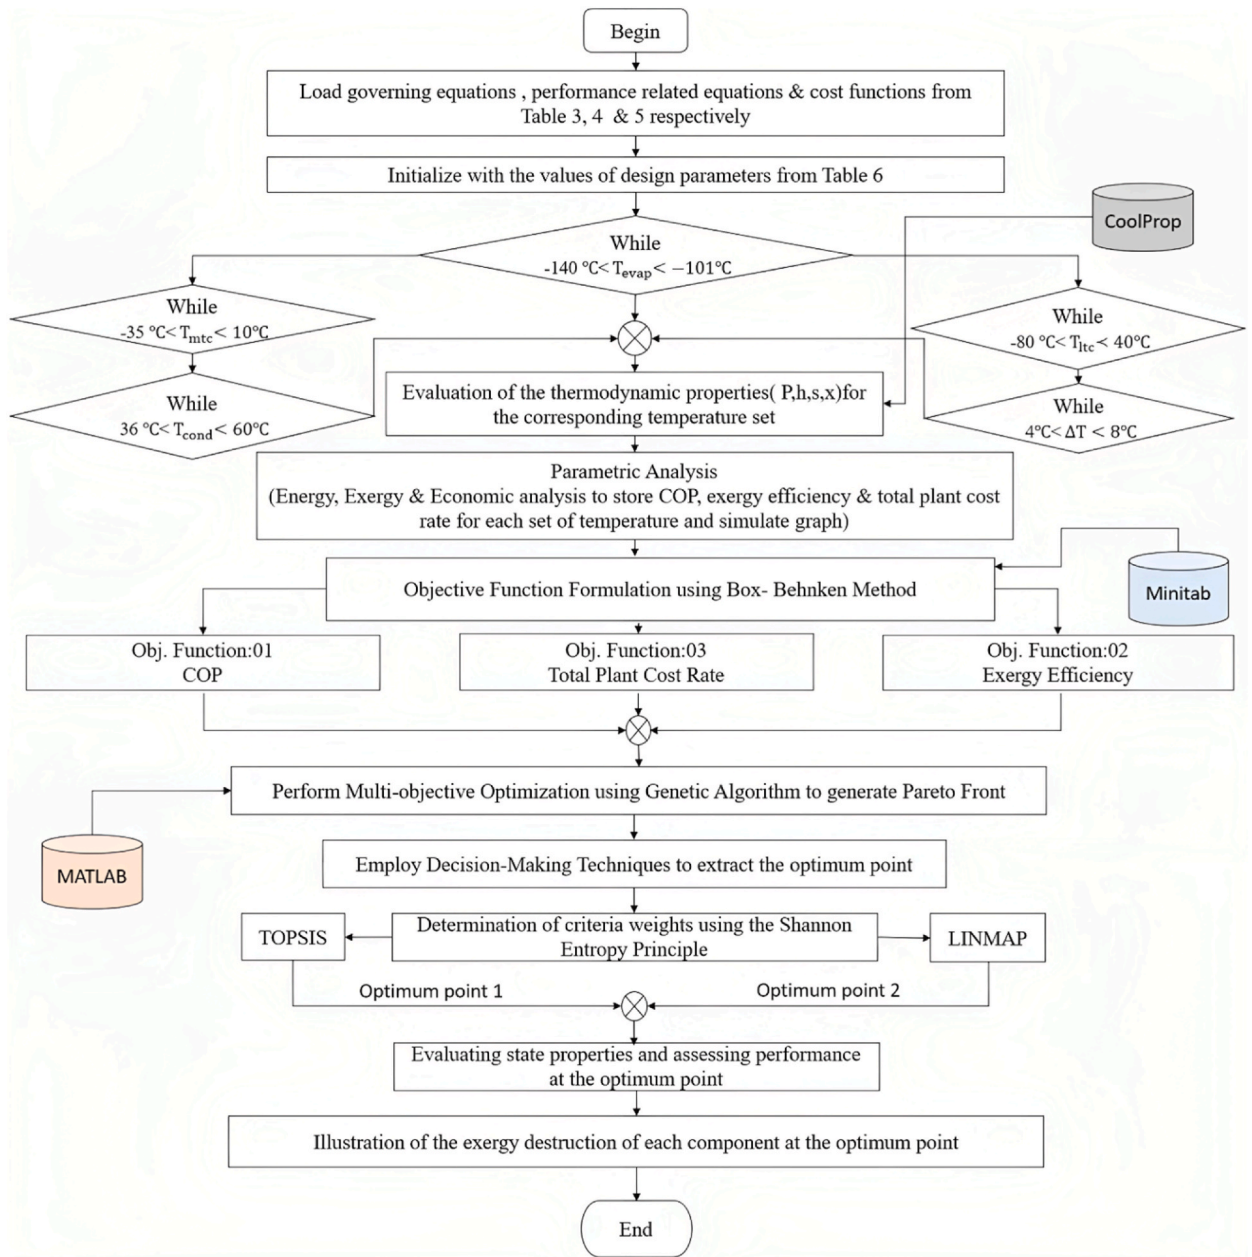 Begin
Load governing equations , performance related equations & cost functions from
Table 3, 4 & 5 respectively
Initialize with the values of design parameters from Table 6
CoolProp
While
-140 °C< T_evap< −101°C
While
-35 °C< T_mtc< 10°C
While
-80 °C< T_ltc< 40°C
Evaluation of the thermodynamic properties( P,h,s,x)for
the corresponding temperature set
While
36 °C< T_cond< 60°C
While
4°C< ΔT < 8°C
Parametric Analysis
(Energy, Exergy & Economic analysis to store COP, exergy efficiency & total plant cost
rate for each set of temperature and simulate graph)
Objective Function Formulation using Box- Behnken Method
Minitab
Obj. Function:01
COP
Obj. Function:03
Total Plant Cost Rate
Obj. Function:02
Exergy Efficiency
Perform Multi-objective Optimization using Genetic Algorithm to generate Pareto Front
MATLAB
Employ Decision-Making Techniques to extract the optimum point
TOPSIS
Determination of criteria weights using the Shannon
Entropy Principle
LINMAP
Optimum point 1
Optimum point 2
Evaluating state properties and assessing performance
at the optimum point
Illustration of the exergy destruction of each component at the optimum point
End